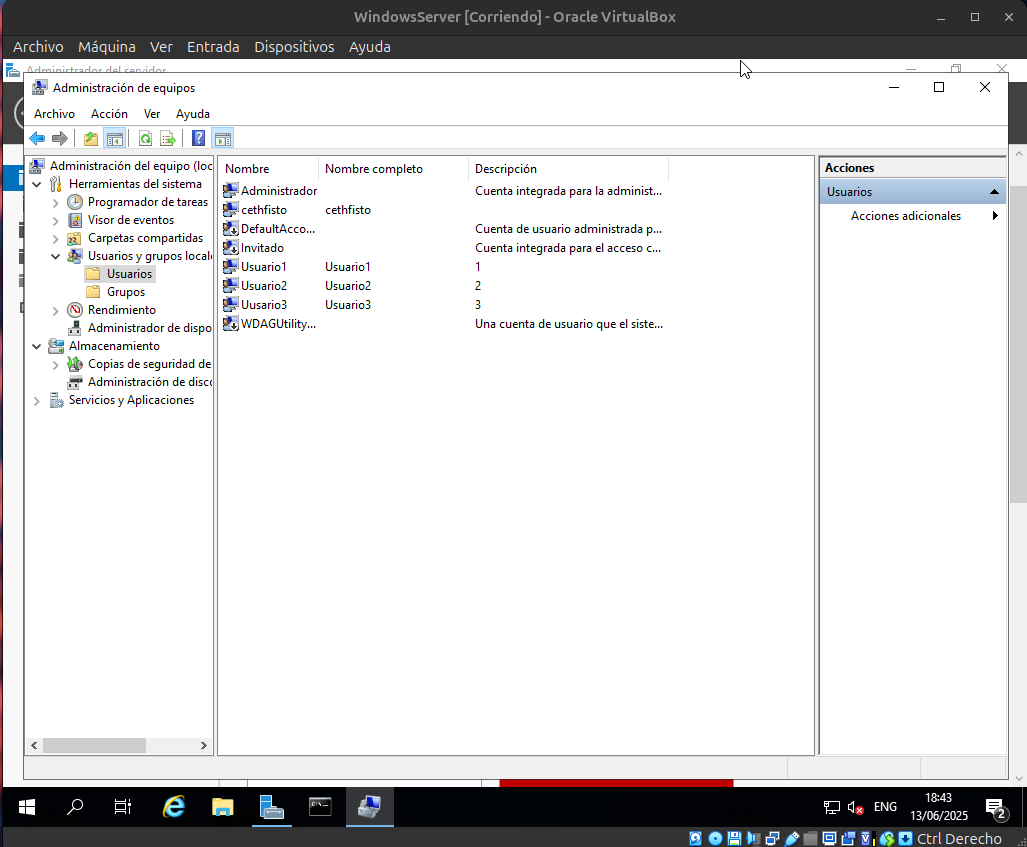 WindowsServer [Corriendo] - Oracle VirtualBox
Archivo Máquina Ver Entrada Dispositivos Ayuda
Administrador del servidor
Administración de equipos
Archivo Acción Ver Ayuda
Administración del equipo (loc
Herramientas del sistema
Programador de tareas
Visor de eventos
Carpetas compartidas
Usuarios y grupos local
Usuarios
Grupos
Rendimiento
Administrador de dispo
Almacenamiento
Copias de seguridad de
Administración de disc
Servicios y Aplicaciones
Nombre Nombre completo Descripción
Administrador Cuenta integrada para la administ...
cethfisto cethfisto
DefaultAcco... Cuenta de usuario administrada p...
Invitado Cuenta integrada para el acceso c...
Usuario1 Usuario1 1
Usuario2 Usuario2 2
Uusario3 Usuario3 3
WDAGUtility... Una cuenta de usuario que el siste...
Acciones
Usuarios
Acciones adicionales
ENG
18:43
13/06/2025
2
Ctrl Derecho